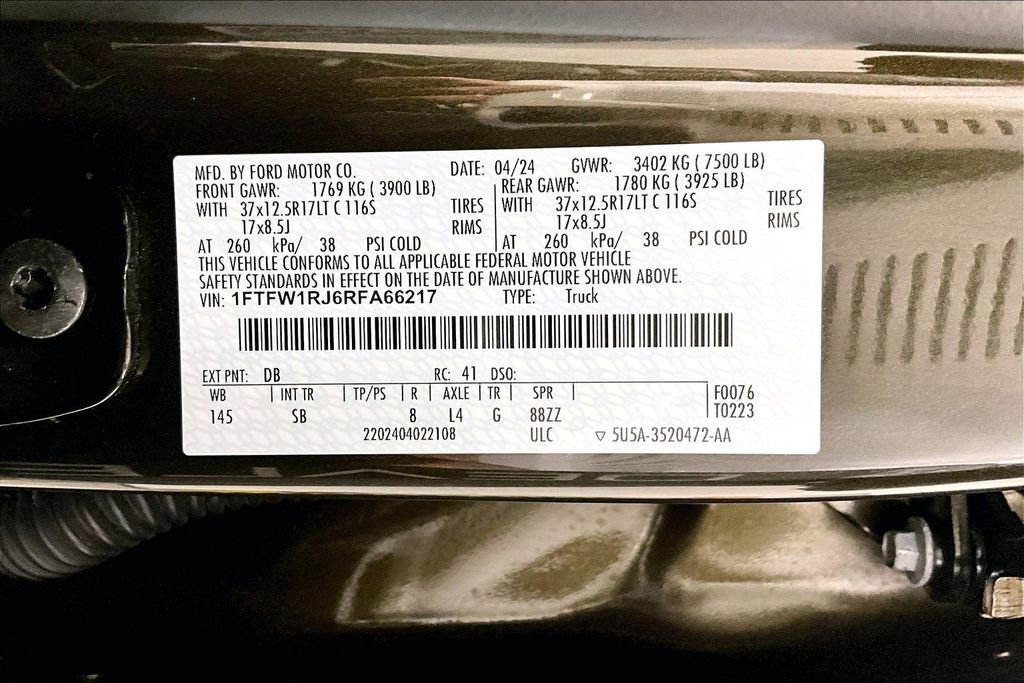 MFD. BY FORD MOTOR CO. DATE: 04/24 GVWR: 3402 KG ( 7500 LB)
FRONT GAWR: 1769 KG ( 3900 LB) REAR GAWR: 1780 KG ( 3925 LB)
WITH 37x12.5R17LT C 116S TIRES WITH 37x12.5R17LT C 116S TIRES
17x8.5J RIMS 17x8.5J RIMS
AT 260 kPa/ 38 PSI COLD AT 260 kPa/ 38 PSI COLD
THIS VEHICLE CONFORMS TO ALL APPLICABLE FEDERAL MOTOR VEHICLE
SAFETY STANDARDS IN EFFECT ON THE DATE OF MANUFACTURE SHOWN ABOVE.
VIN: 1FTFW1RJ6RFA66217 TYPE: Truck
EXT PNT: DB RC: 41 DSO:
WB | INT TR | TP/PS | R | AXLE | TR | SPR | F0076
145 SB 8 L4 G 88ZZ T0223
2202404022108 ULC ▽ 5U5A-3520472-AA